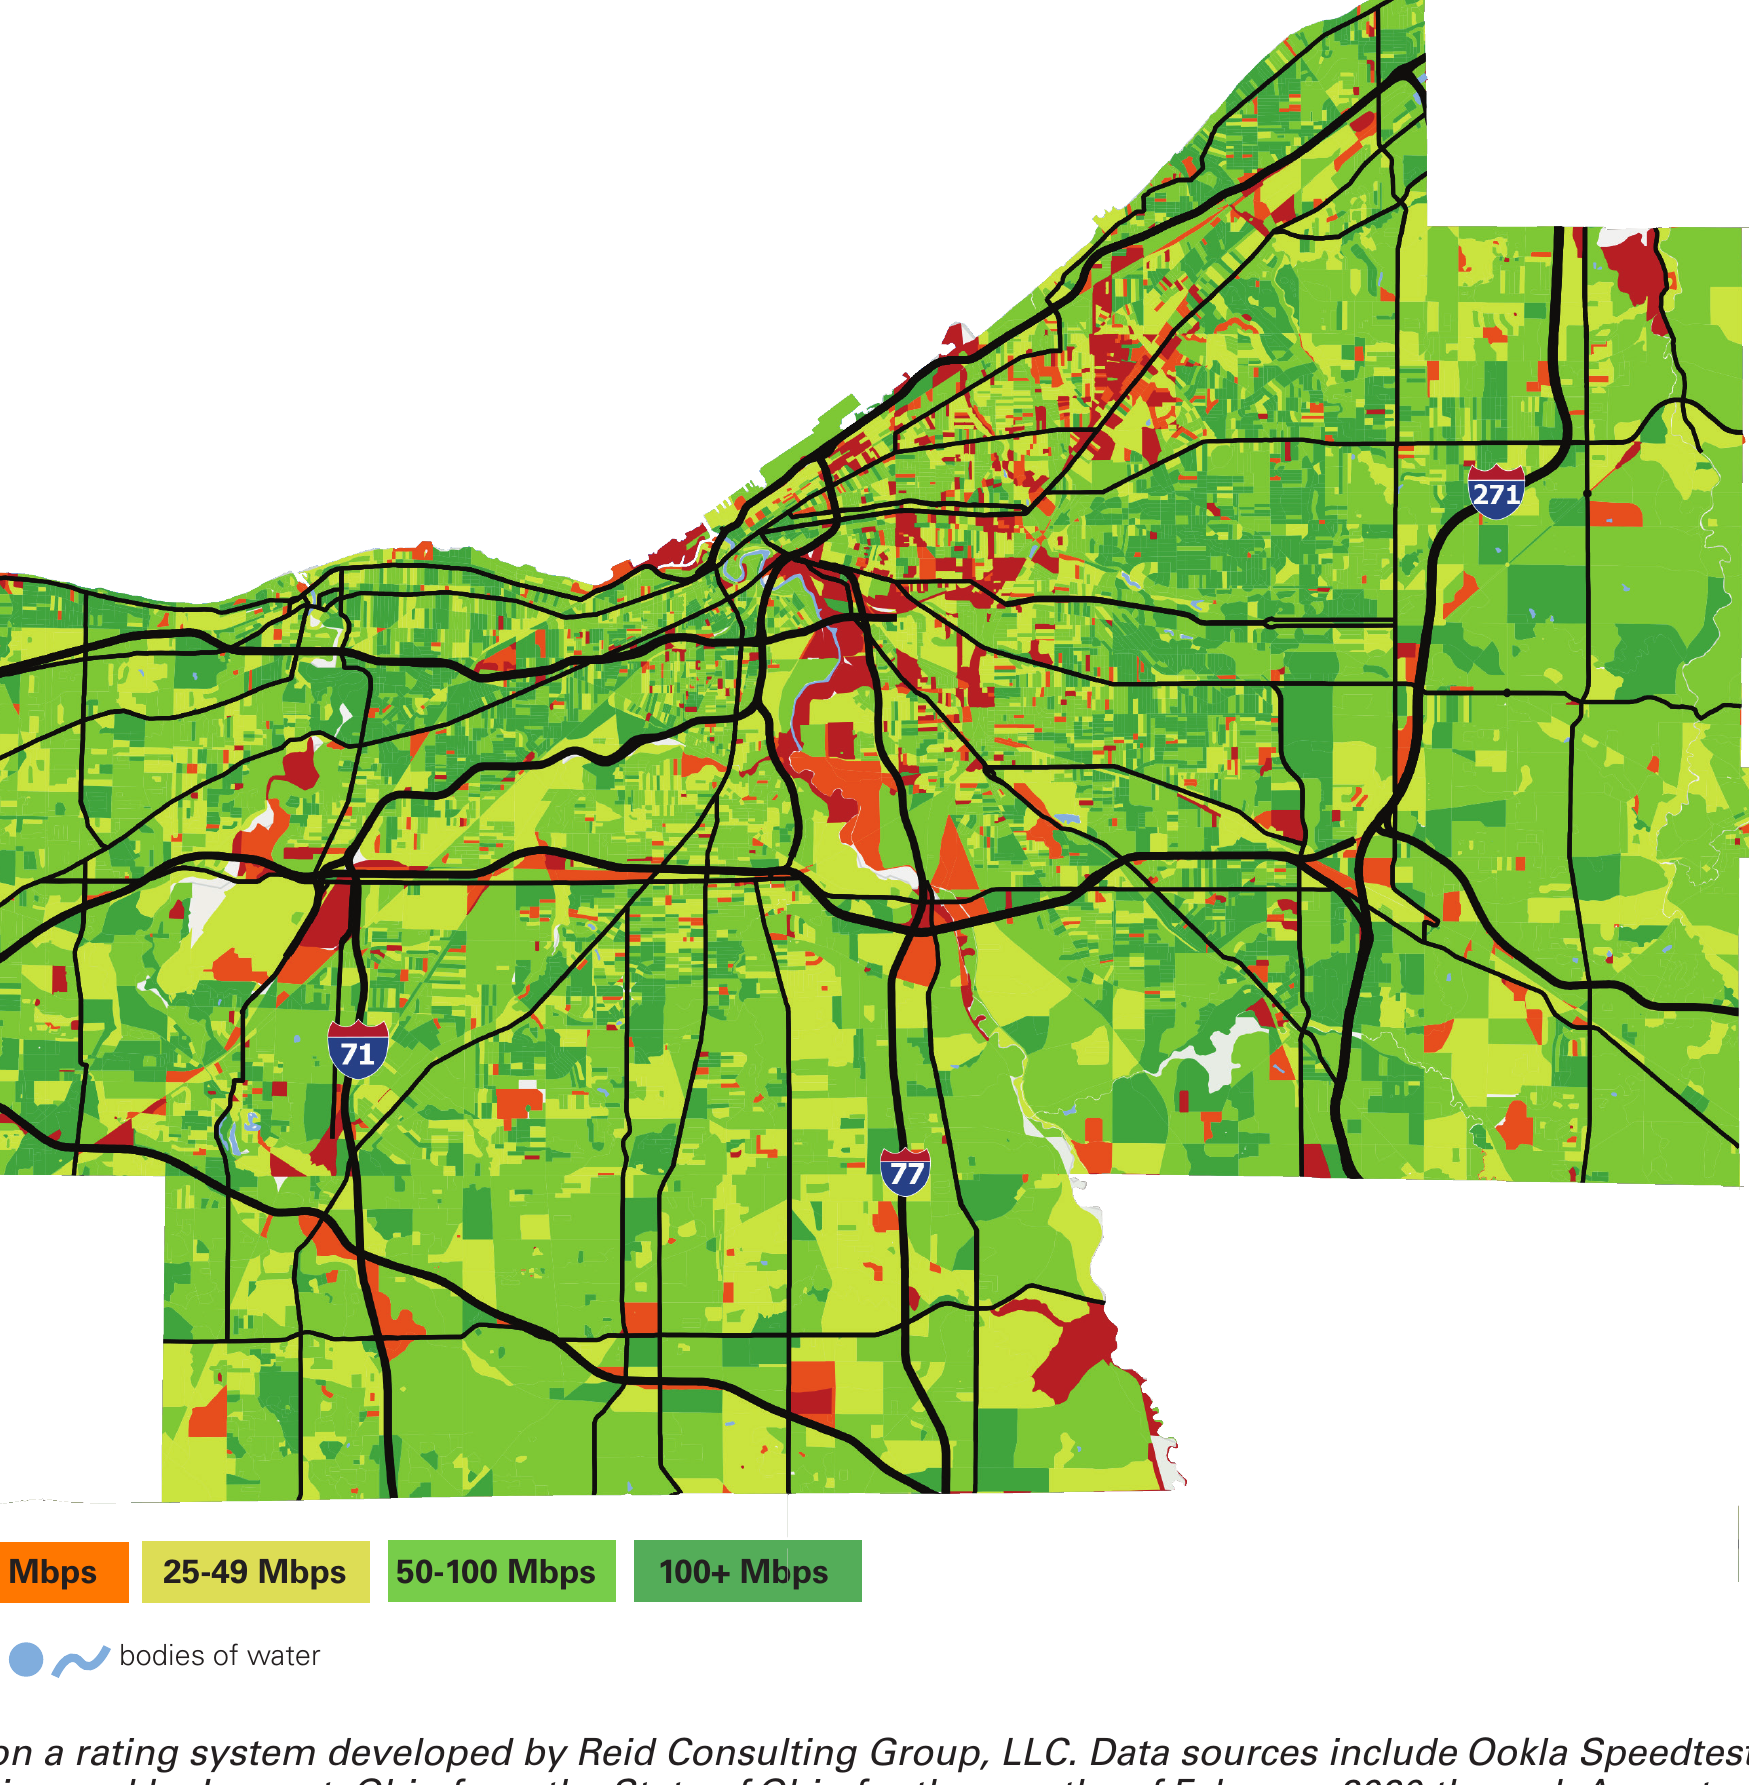 271
71
77
Mbps
25-49 Mbps
50-100 Mbps
100+ Mbps
bodies of water
on a rating system developed by Reid Consulting Group, LLC. Data sources include Ookla Speedtest